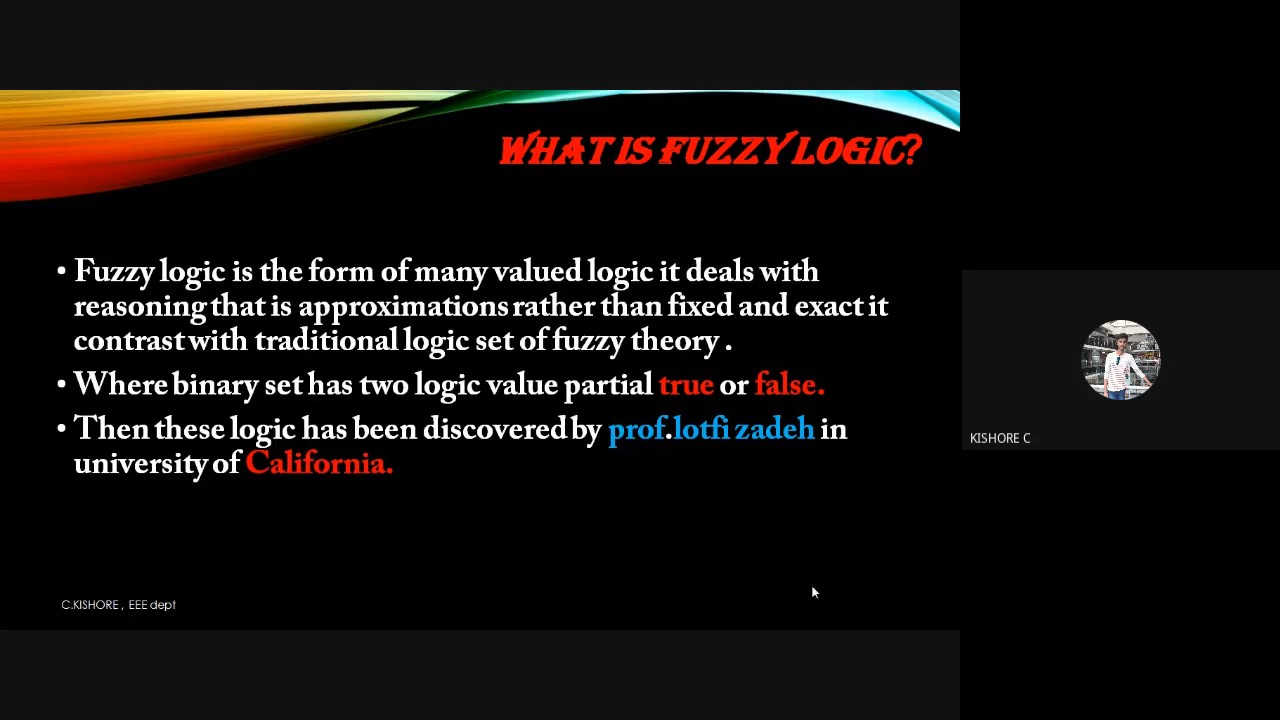 WHAT IS FUZZY LOGIC?
• Fuzzy logic is the form of many valued logic it deals with
reasoning that is approximations rather than fixed and exact it
contrast with traditional logic set of fuzzy theory .
• Where binary set has two logic value partial true or false.
• Then these logic has been discovered by prof.lotfi zadeh in
university of California.
KISHORE C
C.KISHORE , EEE dept